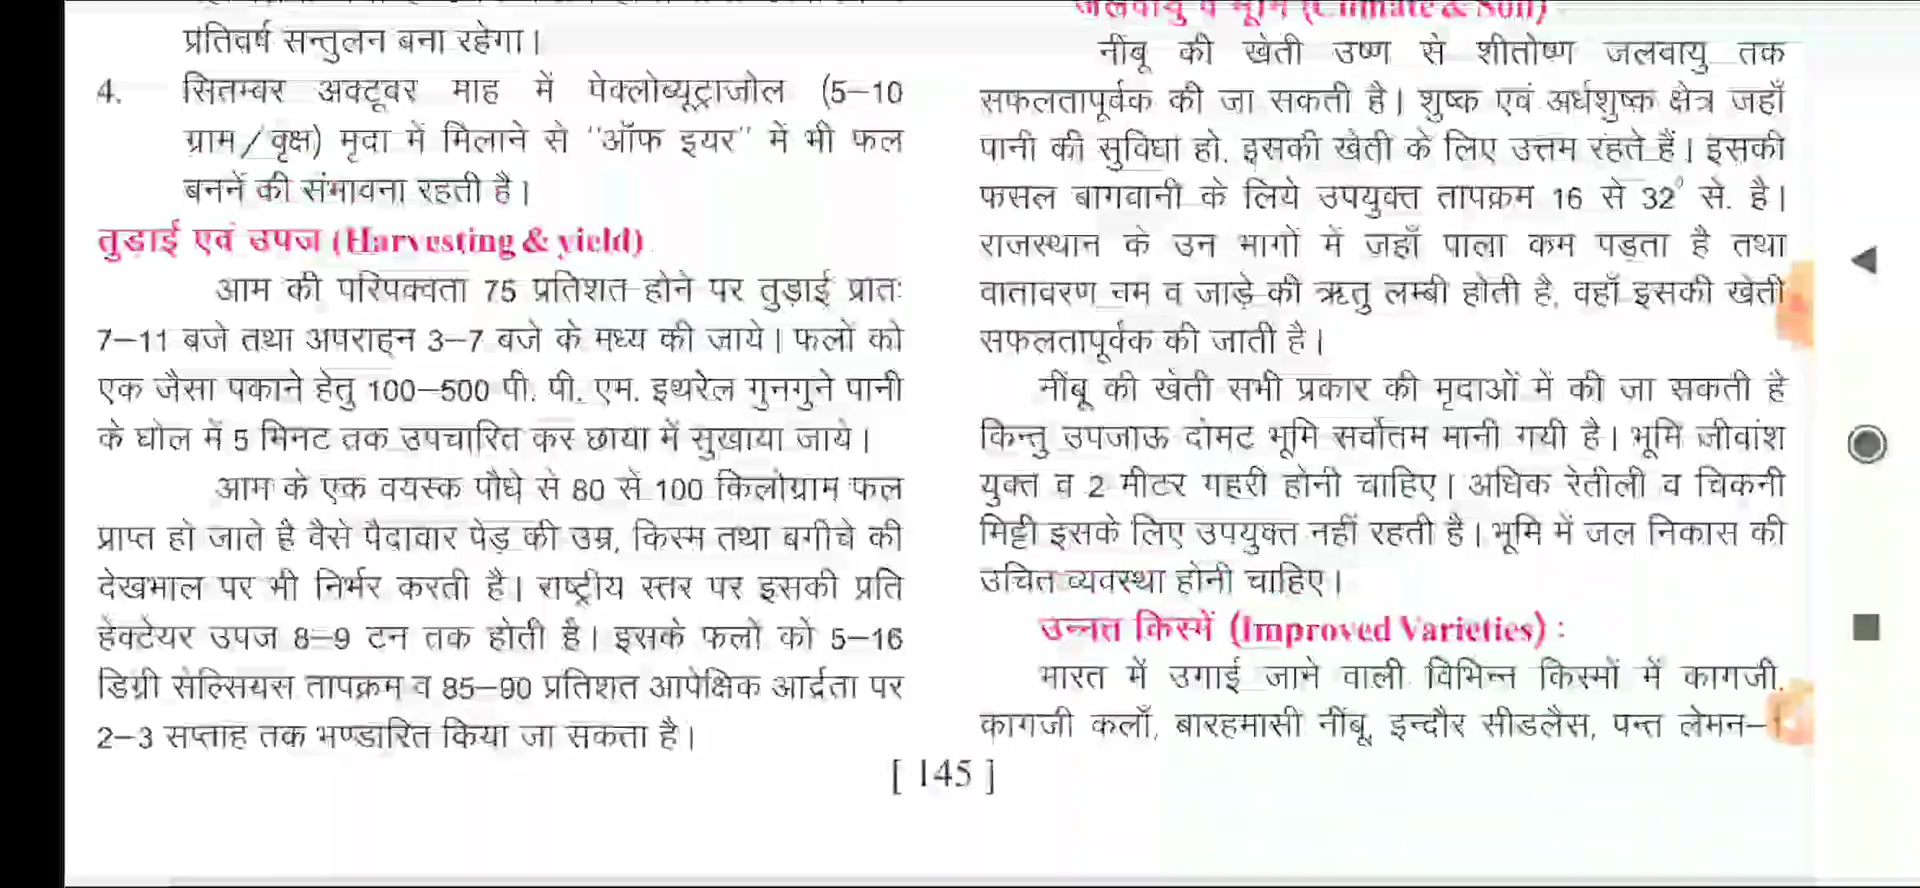 प्रतिवर्ष सन्तुलन बना रहेगा।
4. सितम्बर अक्टूवर माह में पेक्लोब्यूट्राजोल (5–10
ग्राम/वृक्ष) मृदा में मिलाने से "ऑफ इयर" में भी फल
बननें की संभावना रहती है।
तुड़ाई एवं उपज (Harvesting & yield)
आम की परिपक्वता 75 प्रतिशत होने पर तुड़ाई प्रातः
7–11 बजे तथा अपराहन 3–7 बजे के मध्य की जाये। फलों को
एक जैसा पकाने हेतु 100–500 पी. पी. एम. इथरेल गुनगुने पानी
के घोल में 5 मिनट तक उपचारित कर छाया में सुखाया जाये।
आम के एक वयस्क पौधे से 80 से 100 किलोग्राम फल
प्राप्त हो जाते है वैसे पैदावार पेड़ की उम्र, किस्म तथा बगीचे की
देखभाल पर भी निर्भर करती है। राष्ट्रीय स्तर पर इसकी प्रति
हेक्टेयर उपज 8–9 टन तक होती है। इसके फलों को 5–16
डिग्री सेल्सियस तापक्रम व 85–90 प्रतिशत आपेक्षिक आर्द्रता पर
2–3 सप्ताह तक भण्डारित किया जा सकता है।
जलवायु व भूमि (Climate & Soil)
नींबू की खेती उष्ण से शीतोष्ण जलवायु तक
सफलतापूर्वक की जा सकती है। शुष्क एवं अर्धशुष्क क्षेत्र जहाँ
पानी की सुविधा हो, इसकी खेती के लिए उत्तम रहते हैं। इसकी
फसल बागवानी के लिये उपयुक्त तापक्रम 16 से 32° से. है।
राजस्थान के उन भागों में जहाँ पाला कम पड़ता है तथा
वातावरण नम व जाड़े की ऋतु लम्बी होती है, वहाँ इसकी खेती
सफलतापूर्वक की जाती है।
नींबू की खेती सभी प्रकार की मृदाओं में की जा सकती है
किन्तु उपजाऊ दोमट भूमि सर्चोतम मानी गयी है। भूमि जीवांश
युक्त व 2 मीटर गहरी होनी चाहिए। अधिक रेतीली व चिकनी
मिट्टी इसके लिए उपयुक्त नहीं रहती है। भूमि में जल निकास की
उचित व्यवस्था होनी चाहिए।
उन्नत किस्में (Improved Varieties) :
भारत में उगाई जाने वाली विभिन्न किस्मों में कागजी,
कागजी कलाँ, बारहमासी नींबू, इन्दौर सीडलैस, पन्त लेमन–1
[ 145 ]